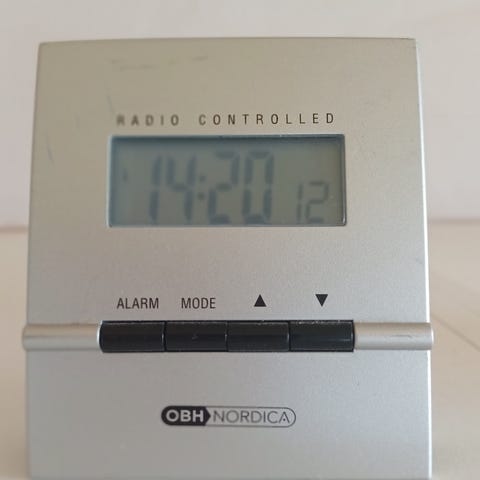 RADIO CONTROLLED
14:20 12
ALARM MODE ▲ ▼
OBH NORDICA